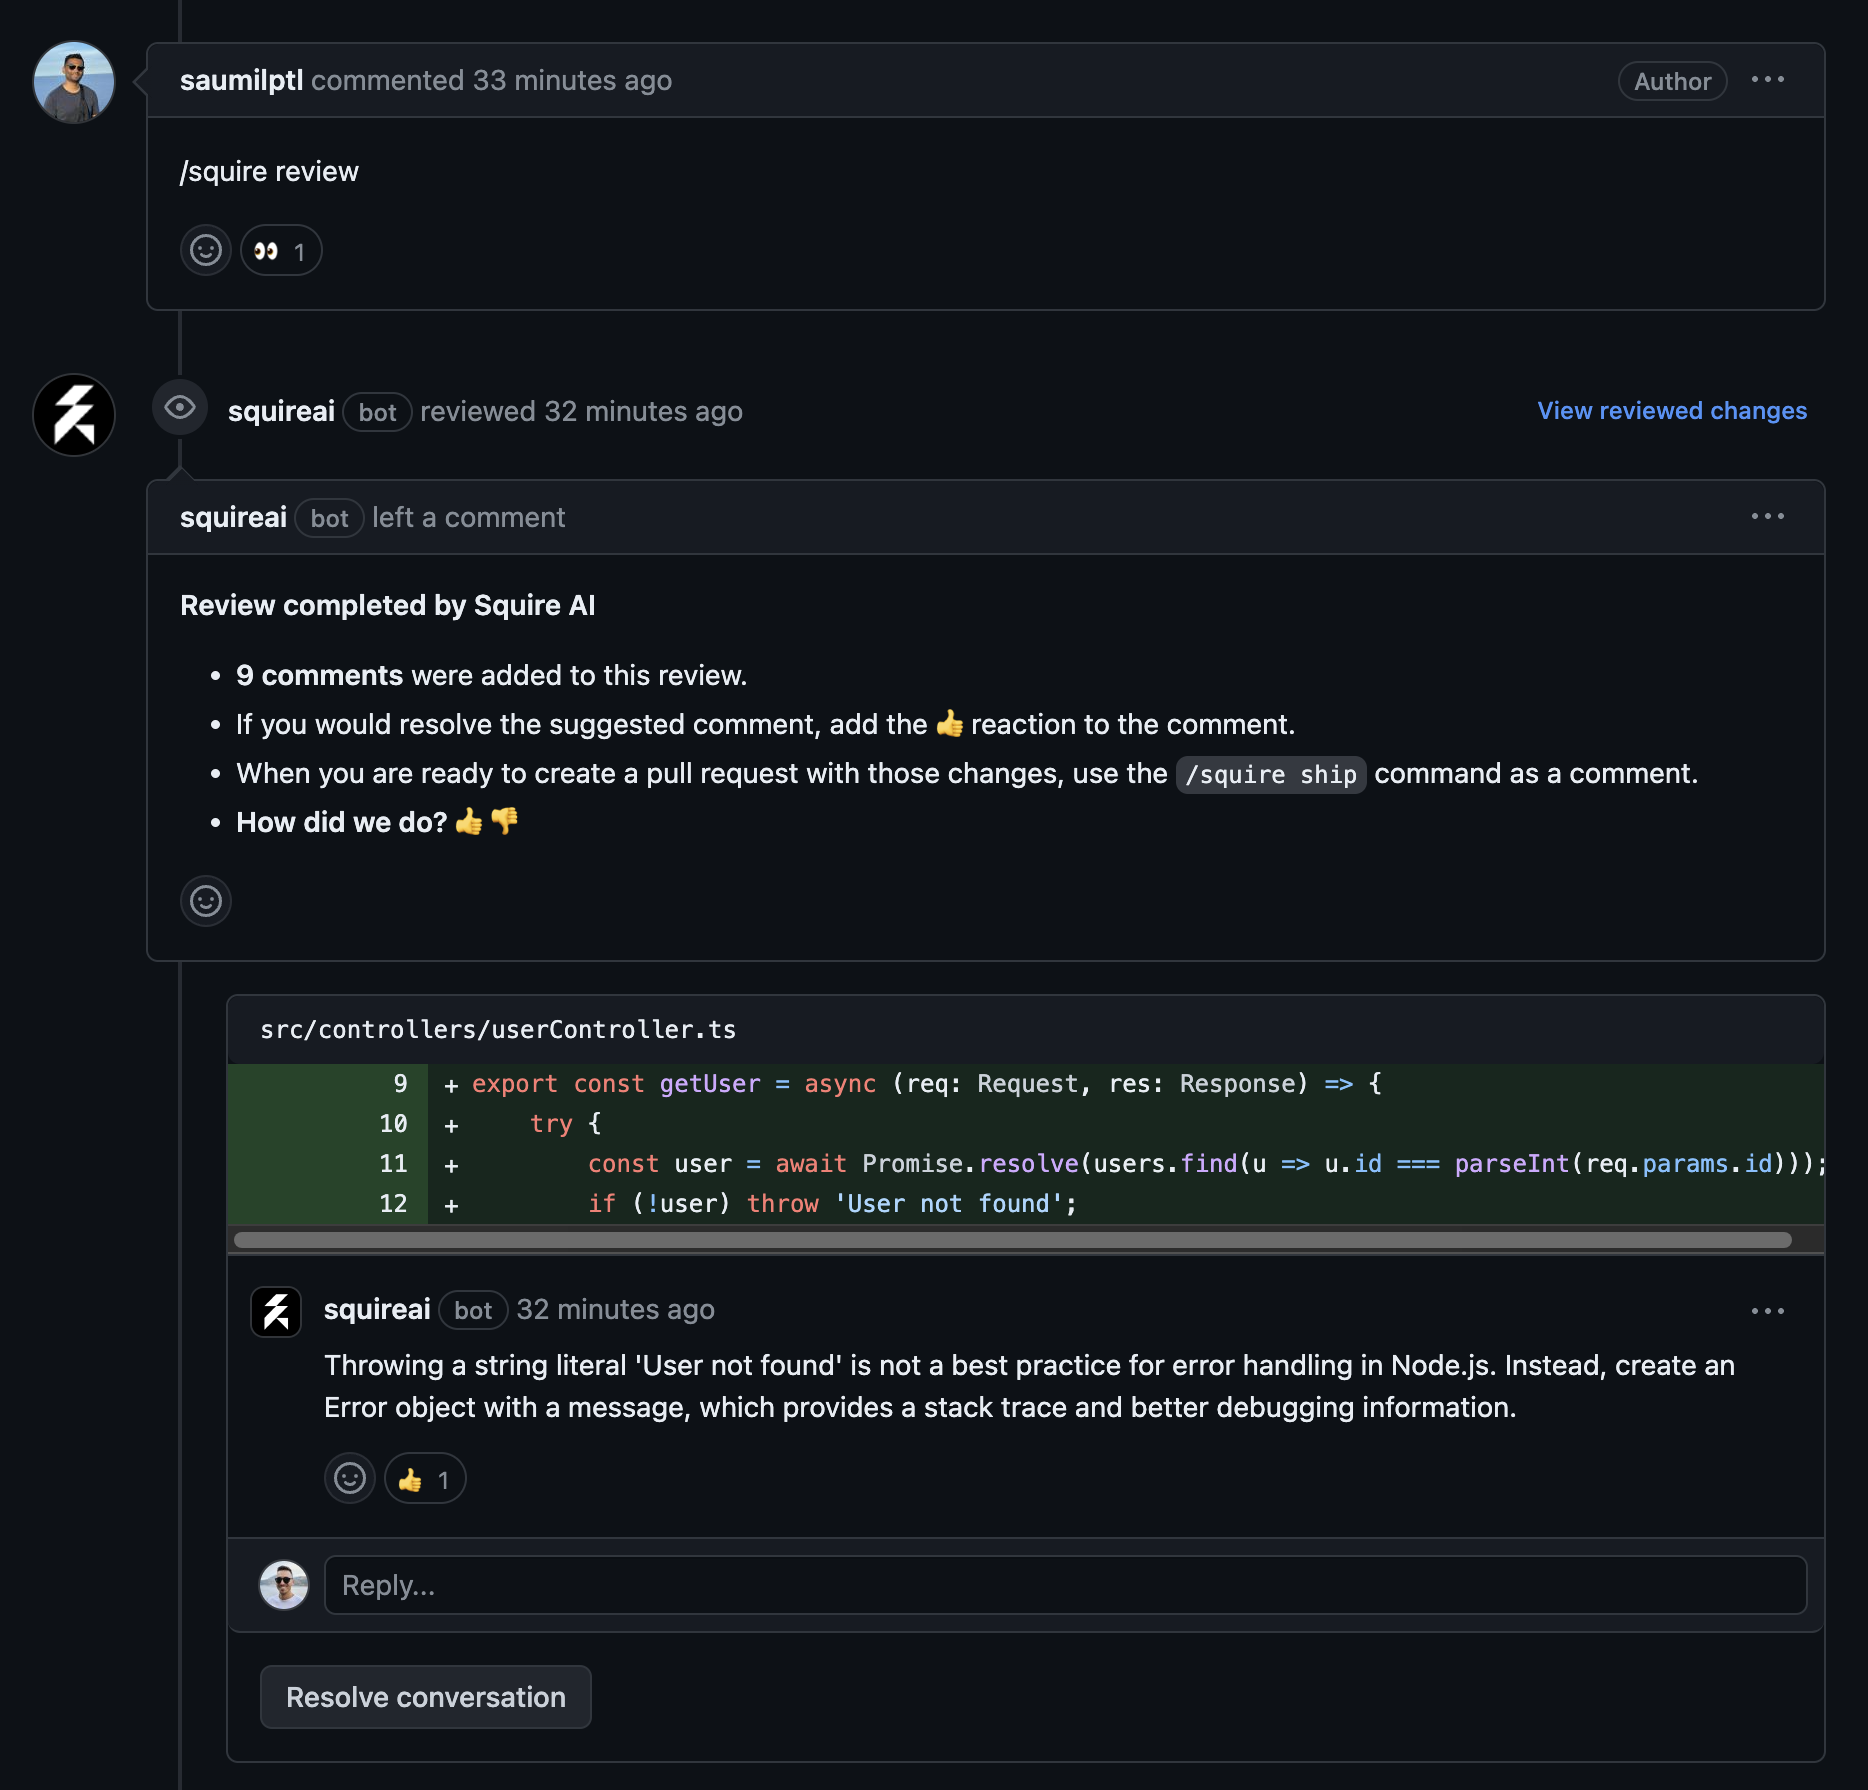 saumilptl commented 33 minutes ago
Author
/squire review
👀 1
squireai bot reviewed 32 minutes ago
View reviewed changes
squireai bot left a comment
Review completed by Squire AI
• 9 comments were added to this review.
• If you would resolve the suggested comment, add the 👍 reaction to the comment.
• When you are ready to create a pull request with those changes, use the /squire ship command as a comment.
• How did we do? 👍👎
src/controllers/userController.ts
9 + export const getUser = async (req: Request, res: Response) => {
10 +     try {
11 +         const user = await Promise.resolve(users.find(u => u.id === parseInt(req.params.id)));
12 +         if (!user) throw 'User not found';
squireai bot 32 minutes ago
Throwing a string literal 'User not found' is not a best practice for error handling in Node.js. Instead, create an
Error object with a message, which provides a stack trace and better debugging information.
👍 1
Reply...
Resolve conversation